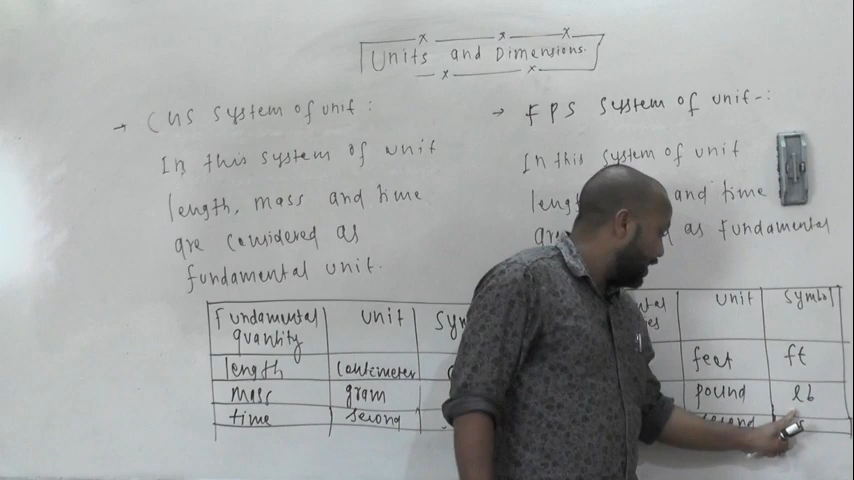 Units and Dimensions.
→ CGS System of unit :
In this system of unit
length, mass and time
are considered as
fundamental unit.
Fundamental quantity unit
length centimeter
mass gram
time second
→ FPS System of unit -:
In this system of unit
and time
as fundamental
unit Symbol
feet ft
pound lb
second s